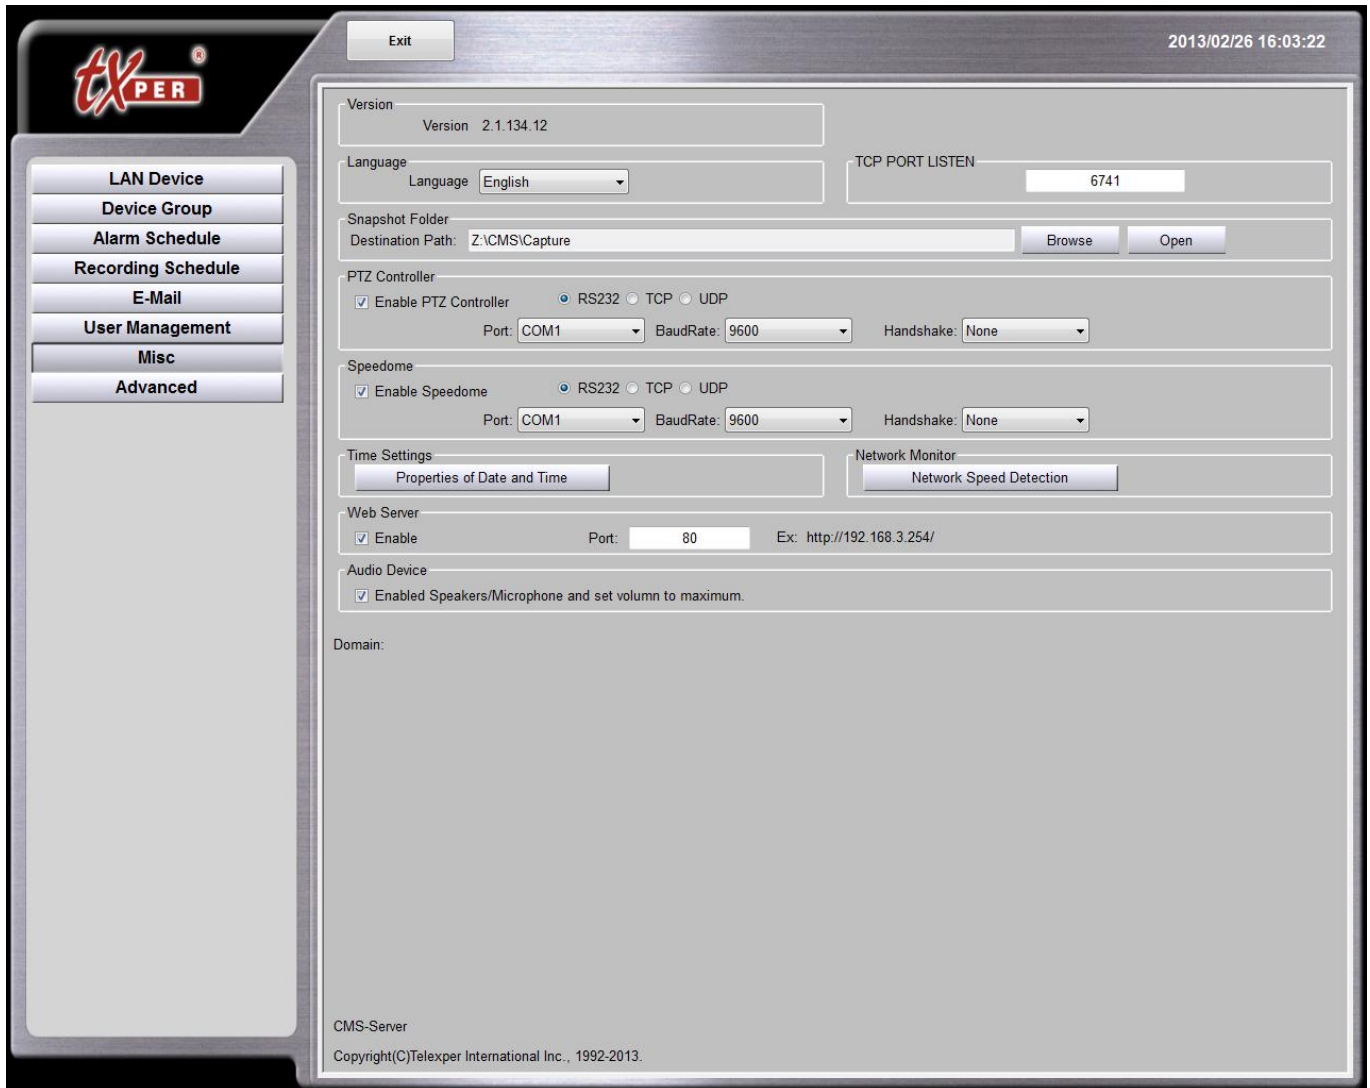 tXPER ®
Exit
2013/02/26 16:03:22
LAN Device
Device Group
Alarm Schedule
Recording Schedule
E-Mail
User Management
Misc
Advanced
Version
Version 2.1.134.12
Language
Language English
TCP PORT LISTEN
6741
Snapshot Folder
Destination Path: Z:\CMS\Capture Browse Open
PTZ Controller
Enable PTZ Controller RS232 TCP UDP
Port: COM1 BaudRate: 9600 Handshake: None
Speedome
Enable Speedome RS232 TCP UDP
Port: COM1 BaudRate: 9600 Handshake: None
Time Settings
Properties of Date and Time
Network Monitor
Network Speed Detection
Web Server
Enable Port: 80 Ex: http://192.168.3.254/
Audio Device
Enabled Speakers/Microphone and set volumn to maximum.
Domain:
CMS-Server
Copyright(C)Telexper International Inc., 1992-2013.